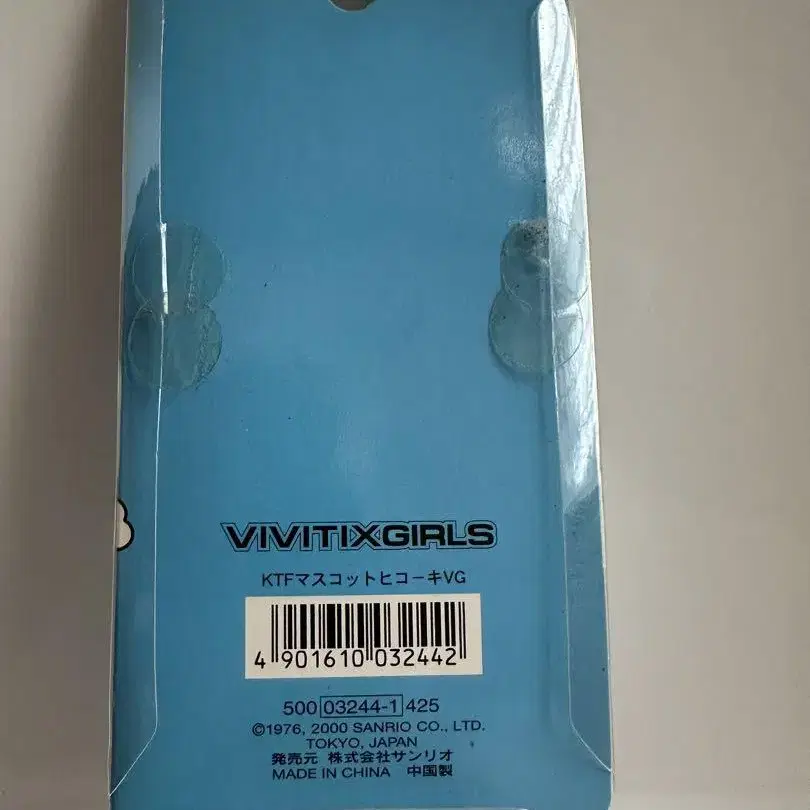 VIVITIXGIRLS
KTFマスコットヒコーキVG
4 901610 032442
500 03244-1 425
©1976, 2000 SANRIO CO., LTD.
TOKYO, JAPAN
発売元 株式会社サンリオ
MADE IN CHINA 中国製